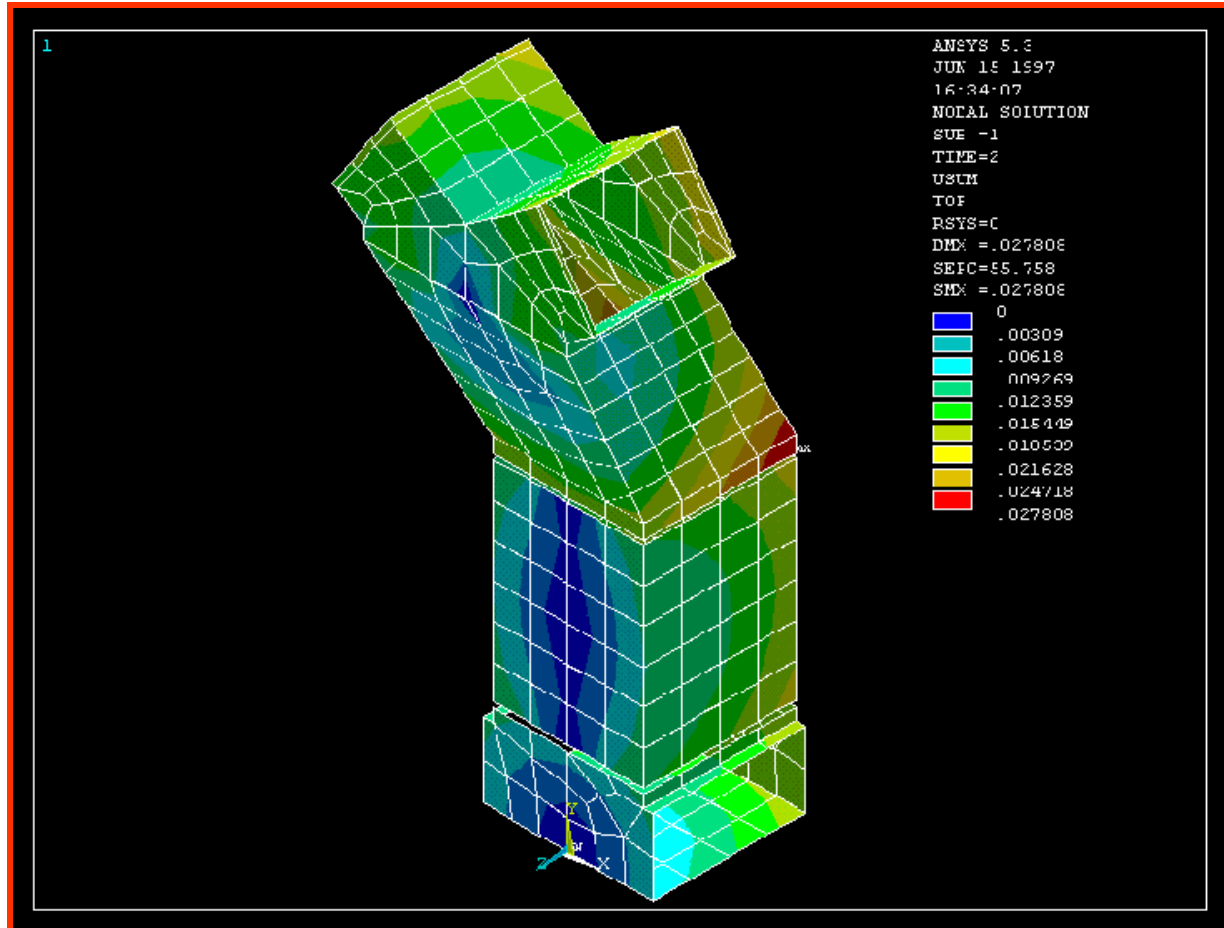 1
ANSYS 5.3
JUN 15 1997
16:34:07
NODAL SOLUTION
SUB =1
TIME=2
USUM
TOP
RSYS=0
DMX =.027808
SEPC=55.758
SMX =.027808
0
.00309
.00618
.009269
.012359
.015449
.018539
.021628
.024718
.027808
Y
Z
X